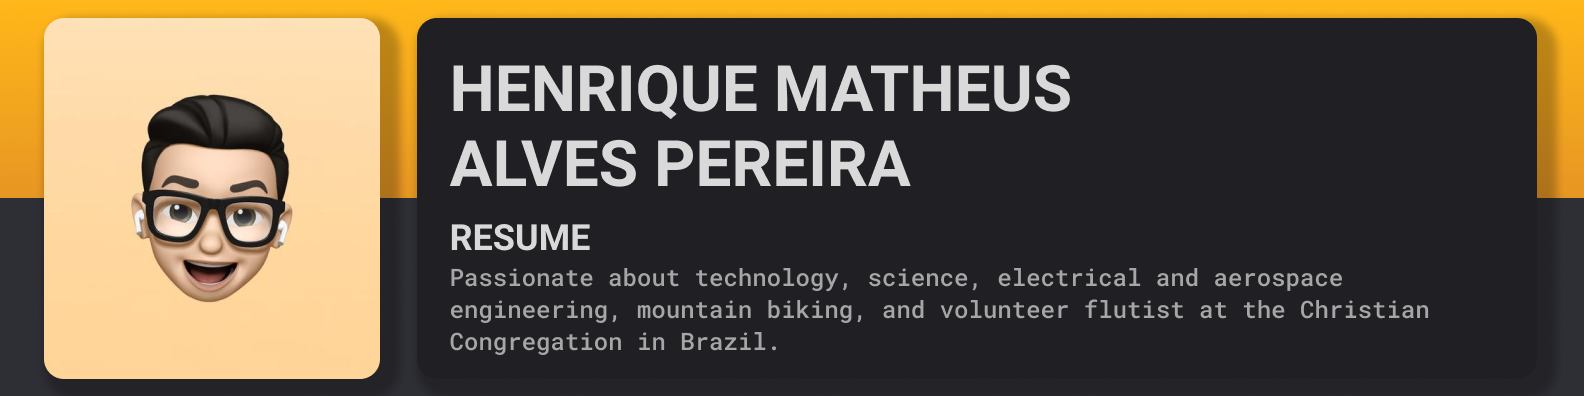 HENRIQUE MATHEUS
ALVES PEREIRA
RESUME
Passionate about technology, science, electrical and aerospace
engineering, mountain biking, and volunteer flutist at the Christian
Congregation in Brazil.